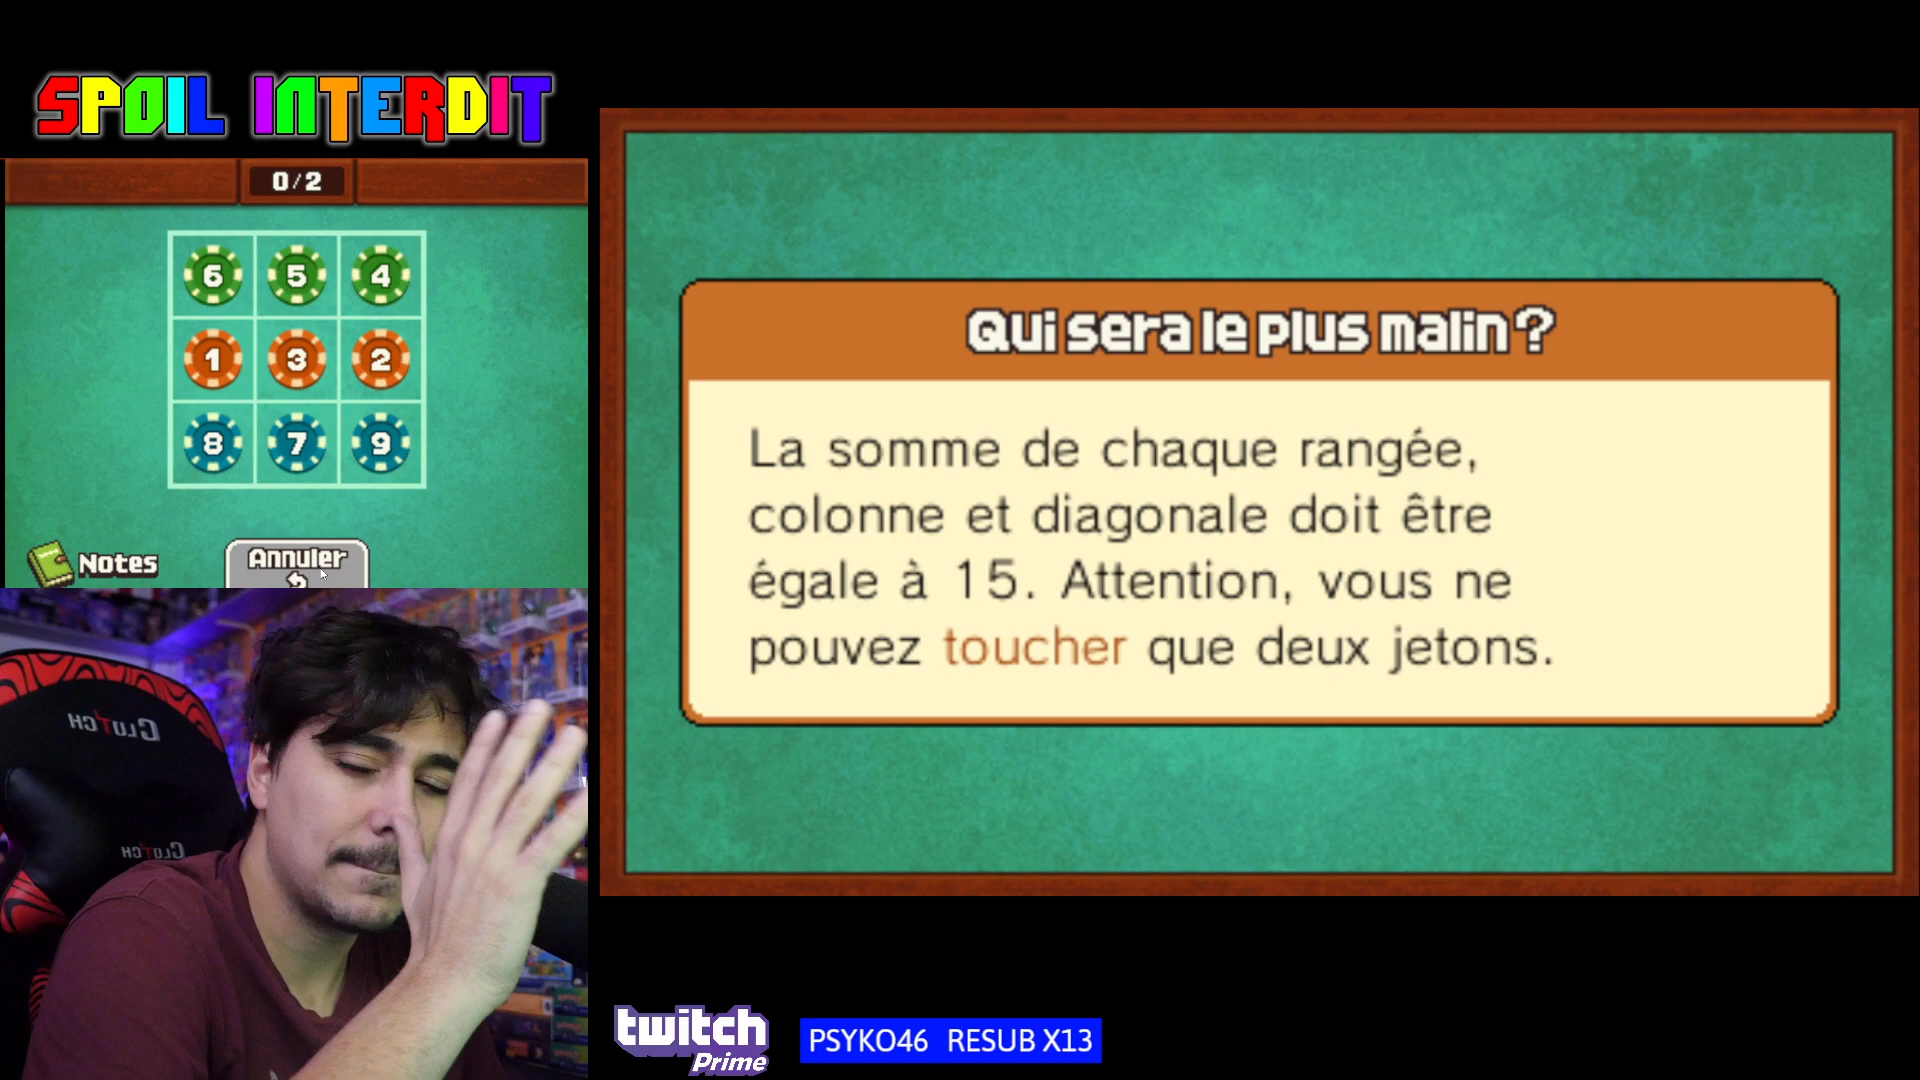 SPOIL INTERDIT
0/2
6 5 4
1 3 2
8 7 9
Notes
Annuler
Qui sera le plus malin ?
La somme de chaque rangée,
colonne et diagonale doit être
égale à 15. Attention, vous ne
pouvez toucher que deux jetons.
CLUTCH
CLUTCH
twitch
Prime
PSYKO46 RESUB X13